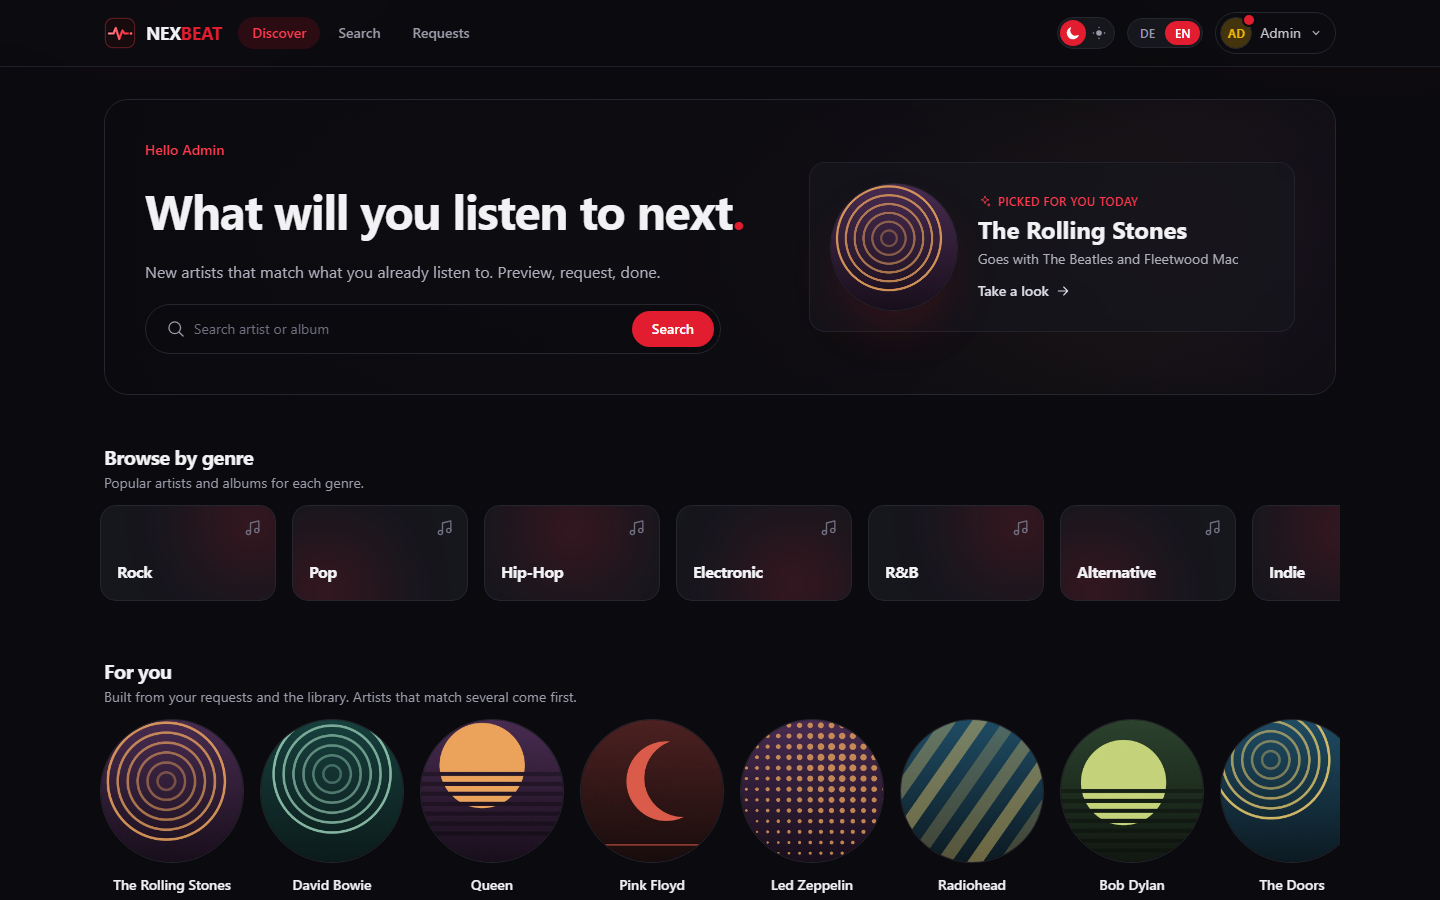 NEXBEAT
Discover
Search
Requests
DE
EN
AD
Admin
Hello Admin
What will you listen to next.
New artists that match what you already listen to. Preview, request, done.
Search artist or album
Search
PICKED FOR YOU TODAY
The Rolling Stones
Goes with The Beatles and Fleetwood Mac
Take a look
Browse by genre
Popular artists and albums for each genre.
Rock
Pop
Hip-Hop
Electronic
R&B
Alternative
Indie
For you
Built from your requests and the library. Artists that match several come first.
The Rolling Stones
David Bowie
Queen
Pink Floyd
Led Zeppelin
Radiohead
Bob Dylan
The Doors